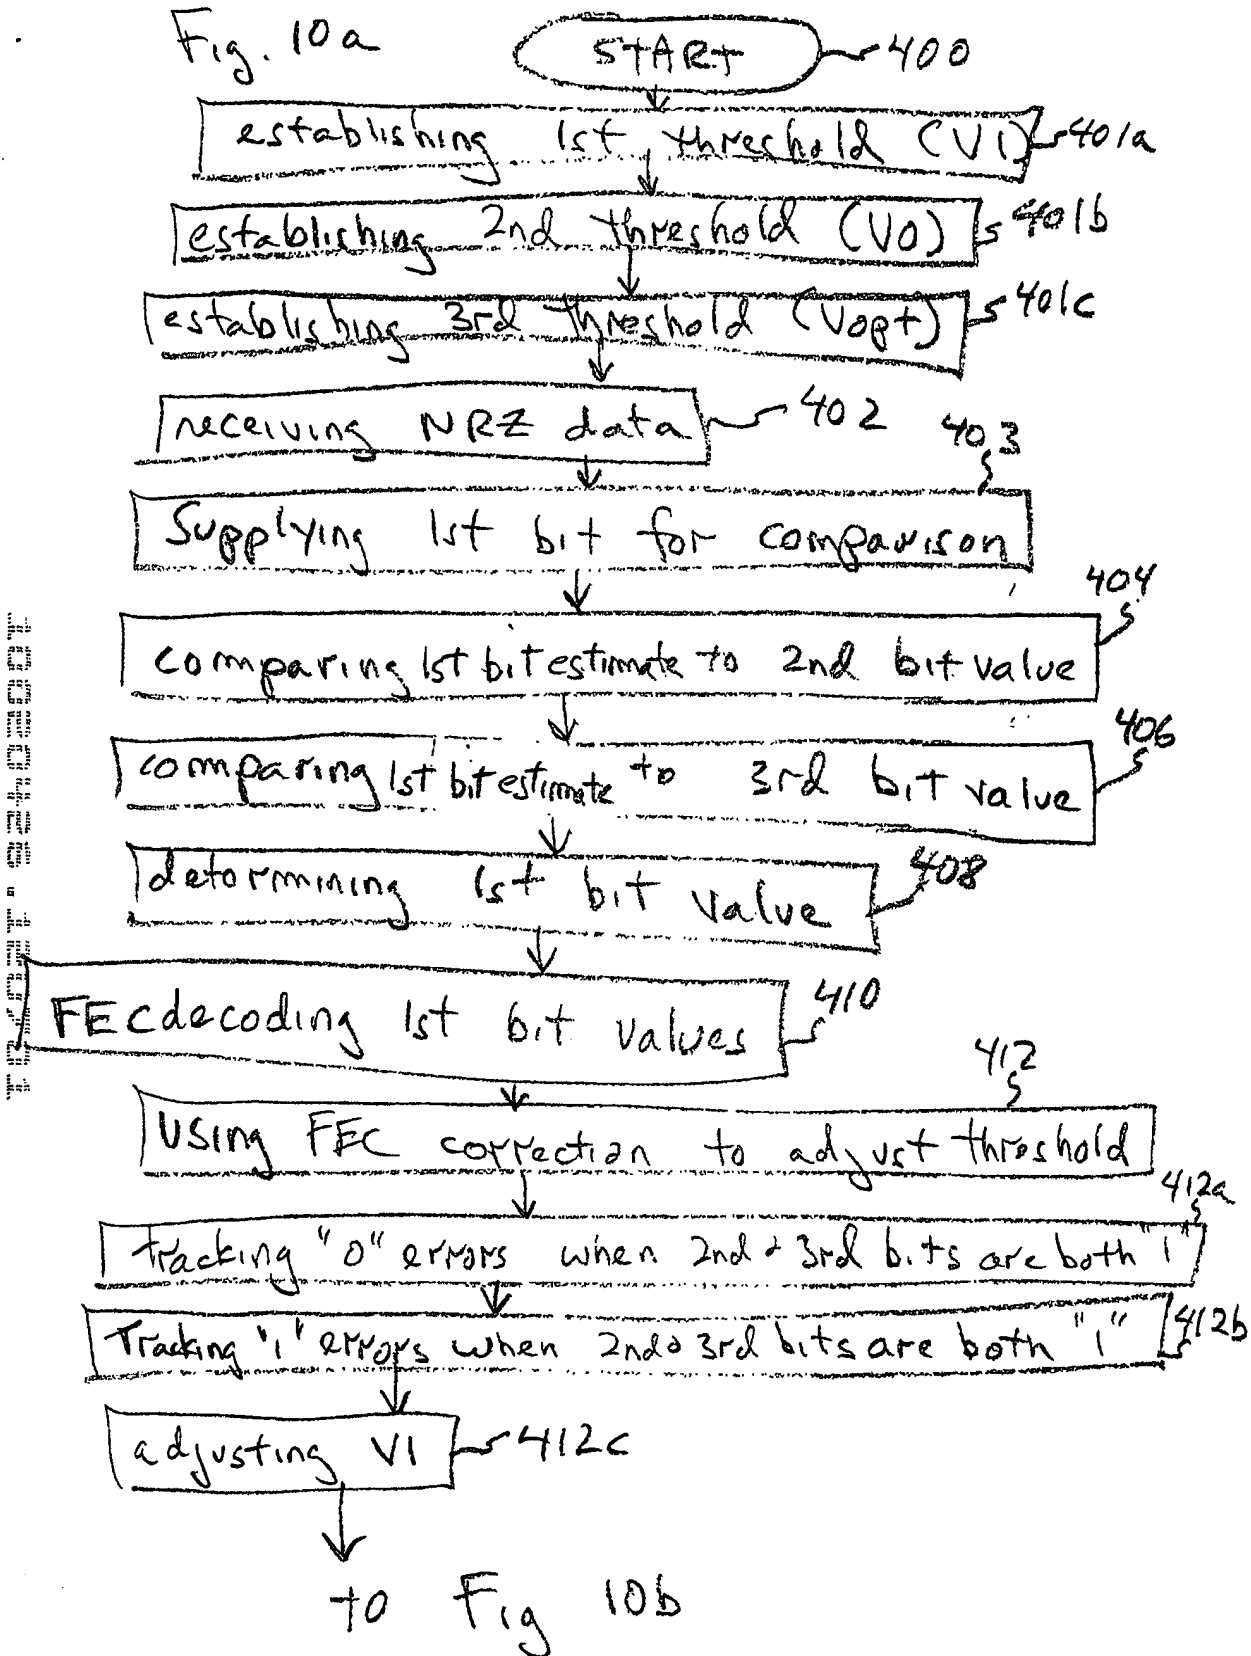 Fig. 10a
START 400
establishing 1st threshold (V1) 401a
establishing 2nd threshold (V0) 401b
establishing 3rd threshold (Vopt) 401c
receiving NRZ data 402
403
Supplying 1st bit for comparison
404
comparing 1st bit estimate to 2nd bit value
406
comparing 1st bit estimate to 3rd bit value
determining 1st bit value 408
FEC decoding 1st bit values 410
412
Using FEC correction to adjust threshold
412a
Tracking "0" errors when 2nd & 3rd bits are both "1"
Tracking "1" errors when 2nd & 3rd bits are both "1" 412b
adjusting V1 412c
to Fig 10b